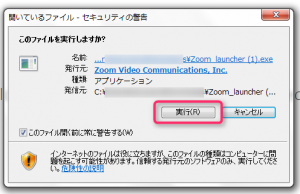 開いているファイル - セキュリティの警告
このファイルを実行しますか?
名前: ...r s¥Zoom_launcher (1).exe
発行元: Zoom Video Communications, Inc.
種類: アプリケーション
発信元: C:¥ s¥Zoom_launcher (...
実行(R)
キャンセル
このファイルを開く前に常に警告する(W)
インターネットのファイルは役に立ちますが、このファイルの種類はコンピューターに問
題を起こす可能性があります。信頼する発行元のソフトウェアのみ、実行してくださ
い。危険性の説明